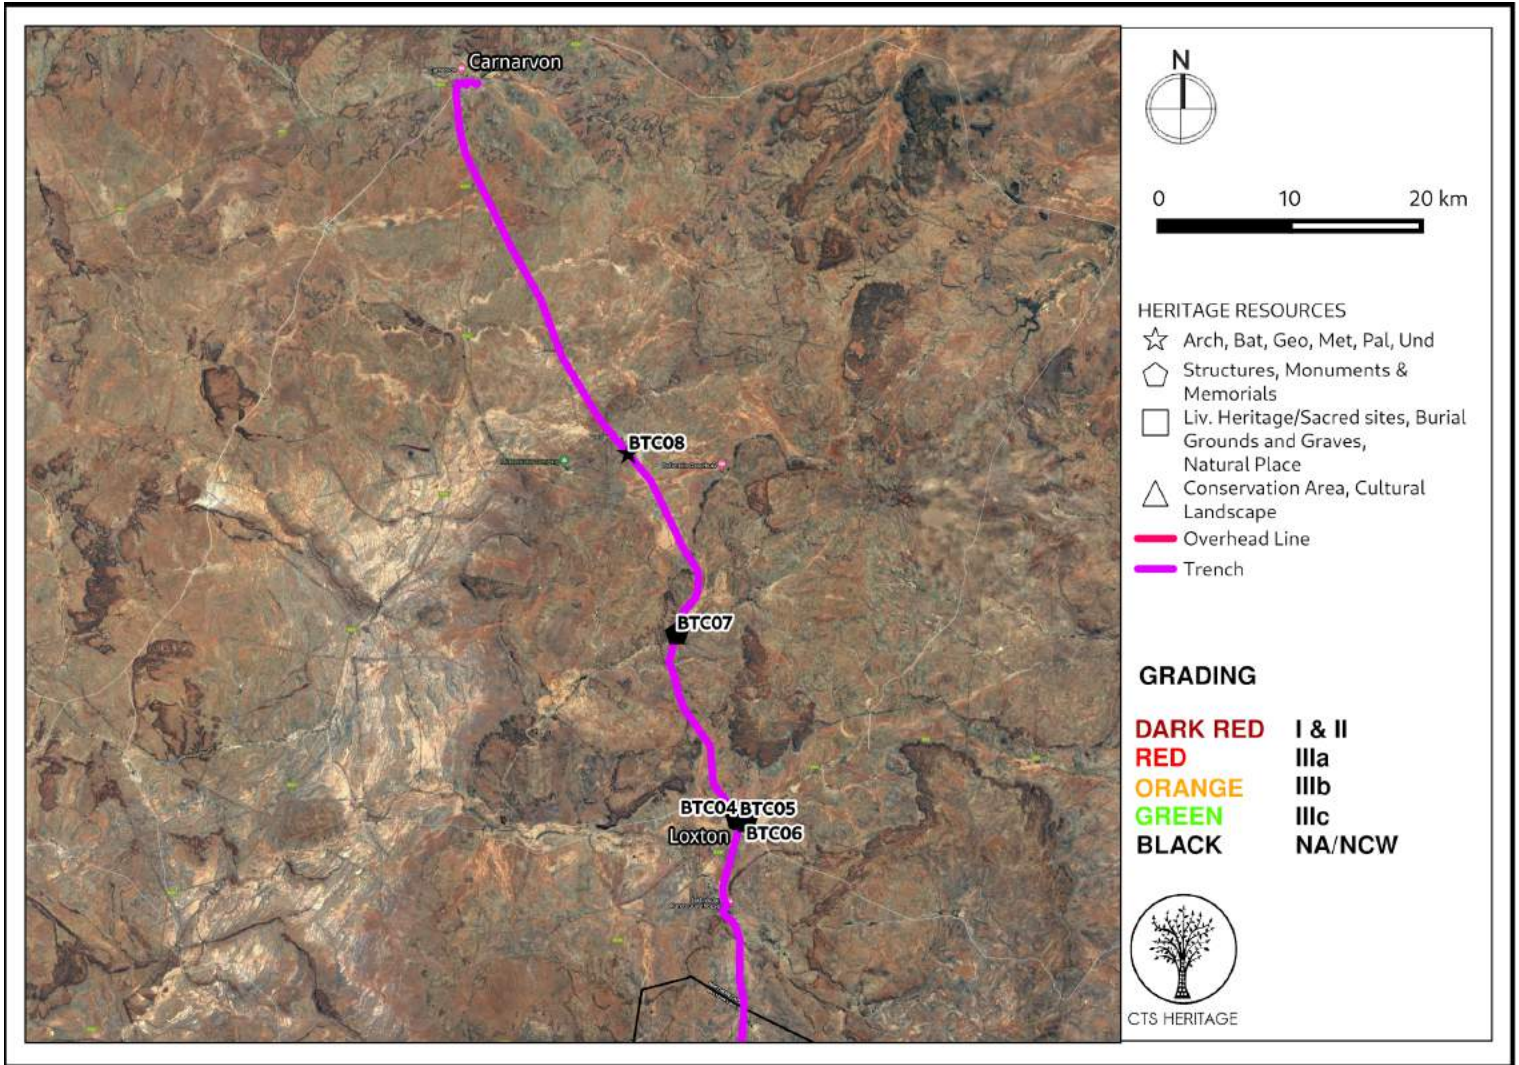 Carnarvon
BTC08
BTC07
BTC04 BTC05
Loxton BTC06
N
0 10 20 km
HERITAGE RESOURCES
Arch, Bat, Geo, Met, Pal, Und
Structures, Monuments &
Memorials
Liv. Heritage/Sacred sites, Burial
Grounds and Graves,
Natural Place
Conservation Area, Cultural
Landscape
Overhead Line
Trench
GRADING
DARK RED I & II
RED IIIa
ORANGE IIIb
GREEN IIIc
BLACK NA/NCW
CTS HERITAGE